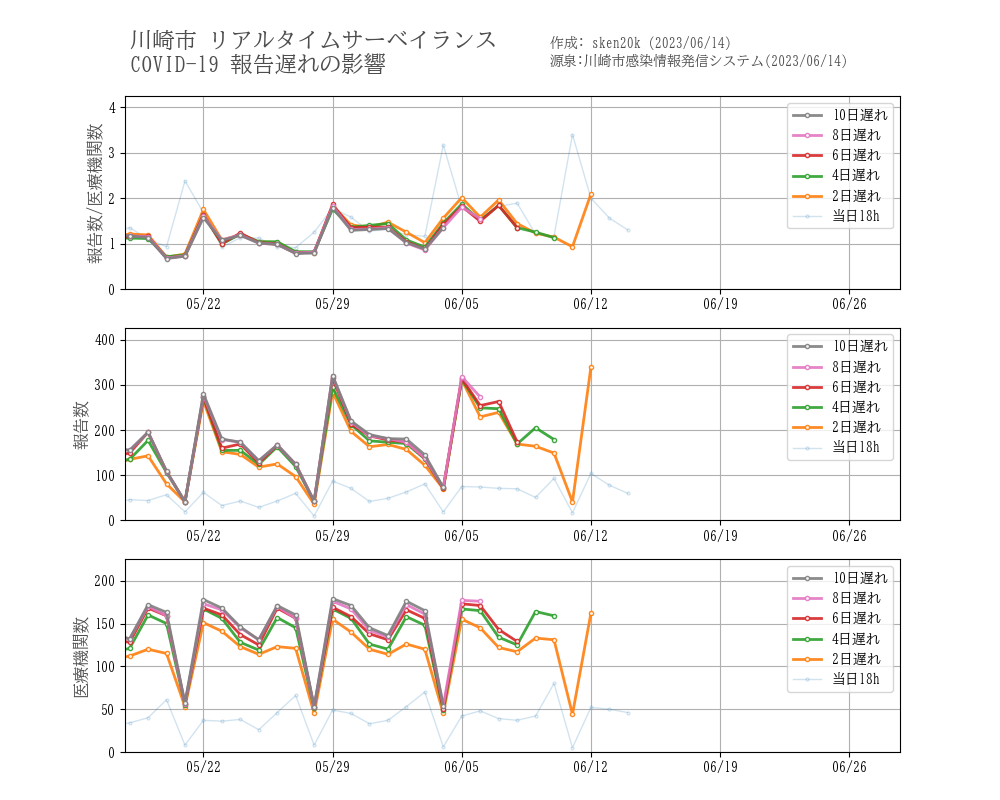 川崎市 リアルタイムサーベイランス
COVID-19 報告遅れの影響
作成: sken20k (2023/06/14)
源泉:川崎市感染情報発信システム(2023/06/14)
報告数/医療機関数
4
3
2
1
0
10日遅れ
8日遅れ
6日遅れ
4日遅れ
2日遅れ
当日18h
05/22 05/29 06/05 06/12 06/19 06/26
報告数
400
300
200
100
0
10日遅れ
8日遅れ
6日遅れ
4日遅れ
2日遅れ
当日18h
05/22 05/29 06/05 06/12 06/19 06/26
医療機関数
200
150
100
50
0
10日遅れ
8日遅れ
6日遅れ
4日遅れ
2日遅れ
当日18h
05/22 05/29 06/05 06/12 06/19 06/26